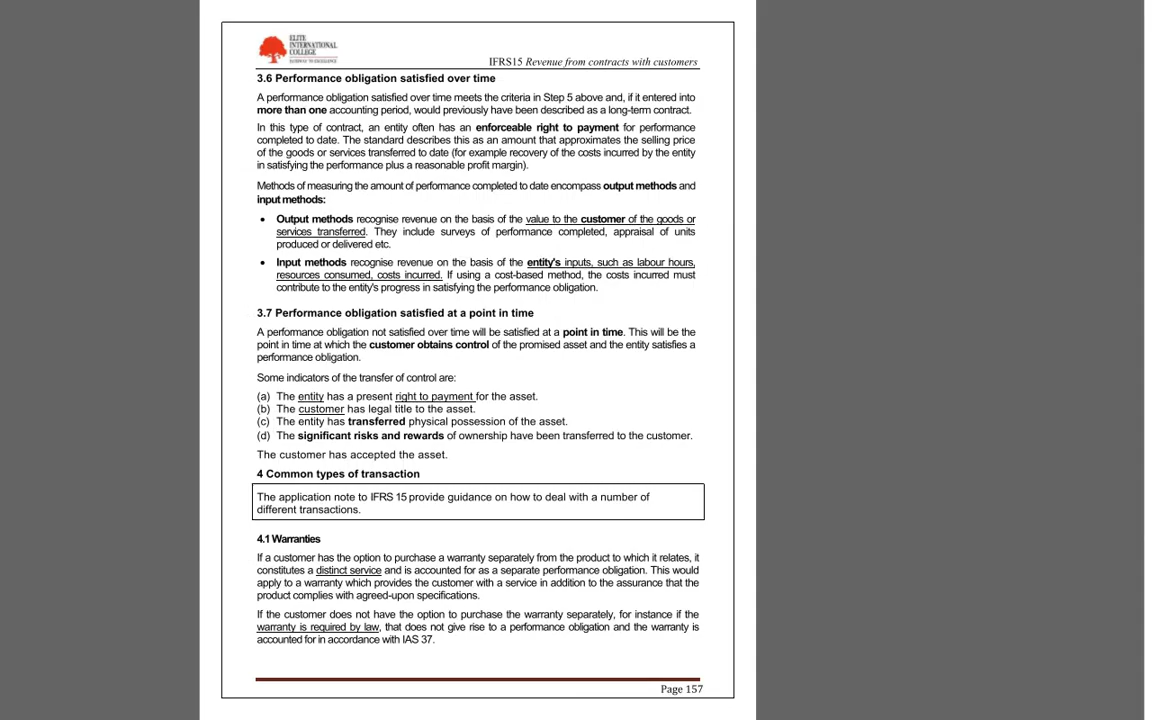 ELITE
INTERNATIONAL
COLLEGE
IFRS15 Revenue from contracts with customers
3.6 Performance obligation satisfied over time
A performance obligation satisfied over time meets the criteria in Step 5 above and, if it entered into
more than one accounting period, would previously have been described as a long-term contract.
In this type of contract, an entity often has an enforceable right to payment for performance
completed to date. The standard describes this as an amount that approximates the selling price
of the goods or services transferred to date (for example recovery of the costs incurred by the entity
in satisfying the performance plus a reasonable profit margin).
Methods of measuring the amount of performance completed to date encompass output methods and
input methods:
• Output methods recognise revenue on the basis of the value to the customer of the goods or
services transferred. They include surveys of performance completed, appraisal of units
produced or delivered etc.
• Input methods recognise revenue on the basis of the entity's inputs, such as labour hours,
resources consumed, costs incurred. If using a cost-based method, the costs incurred must
contribute to the entity's progress in satisfying the performance obligation.
3.7 Performance obligation satisfied at a point in time
A performance obligation not satisfied over time will be satisfied at a point in time. This will be the
point in time at which the customer obtains control of the promised asset and the entity satisfies a
performance obligation.
Some indicators of the transfer of control are:
(a) The entity has a present right to payment for the asset.
(b) The customer has legal title to the asset.
(c) The entity has transferred physical possession of the asset.
(d) The significant risks and rewards of ownership have been transferred to the customer.
The customer has accepted the asset.
4 Common types of transaction
The application note to IFRS 15 provide guidance on how to deal with a number of
different transactions.
4.1 Warranties
If a customer has the option to purchase a warranty separately from the product to which it relates, it
constitutes a distinct service and is accounted for as a separate performance obligation. This would
apply to a warranty which provides the customer with a service in addition to the assurance that the
product complies with agreed-upon specifications.
If the customer does not have the option to purchase the warranty separately, for instance if the
warranty is required by law, that does not give rise to a performance obligation and the warranty is
accounted for in accordance with IAS 37.
Page 157